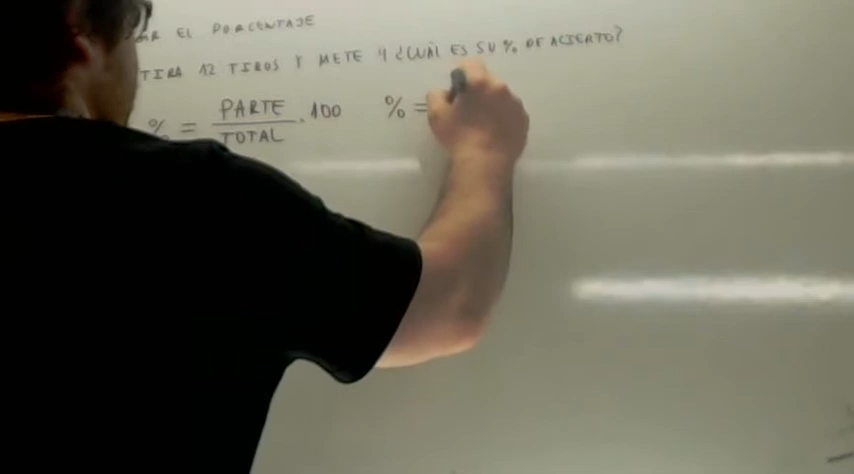 EL PORCENTAJE
TIRA 12 TIROS Y METE 4 ¿CUÁL ES SU % DE ACIERTO?
% = PARTE / TOTAL . 100 % =